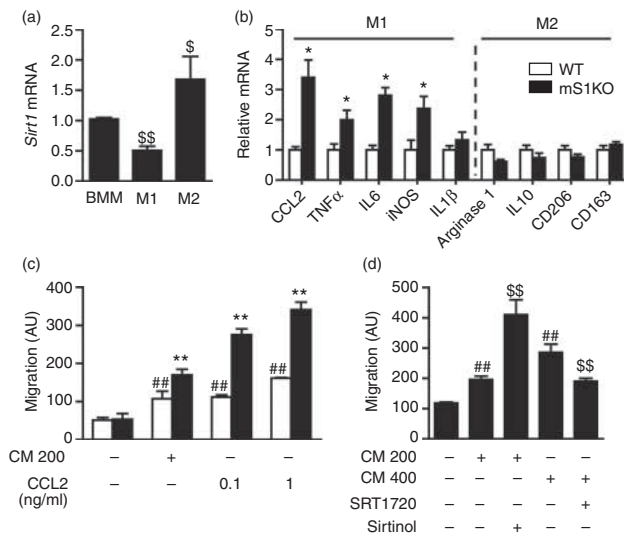 (a)
Sirt1 mRNA
2.5
2.0
1.5
1.0
0.5
0.0
$$
$
BMM M1 M2
(b)
M1 M2
Relative mRNA
5
4
3
2
1
0
* * * *
WT
mS1KO
CCL2 TNFα IL6 iNOS IL1β Arginase 1 IL10 CD206 CD163
(c)
Migration (AU)
400
300
200
100
0
## ** ## ** ## **
CM 200 – + – –
CCL2 – – 0.1 1
(ng/ml)
(d)
Migration (AU)
500
400
300
200
100
0
## $$ ## $$
CM 200 – + + – –
CM 400 – – – + +
SRT1720 – – – – +
Sirtinol – – + – –